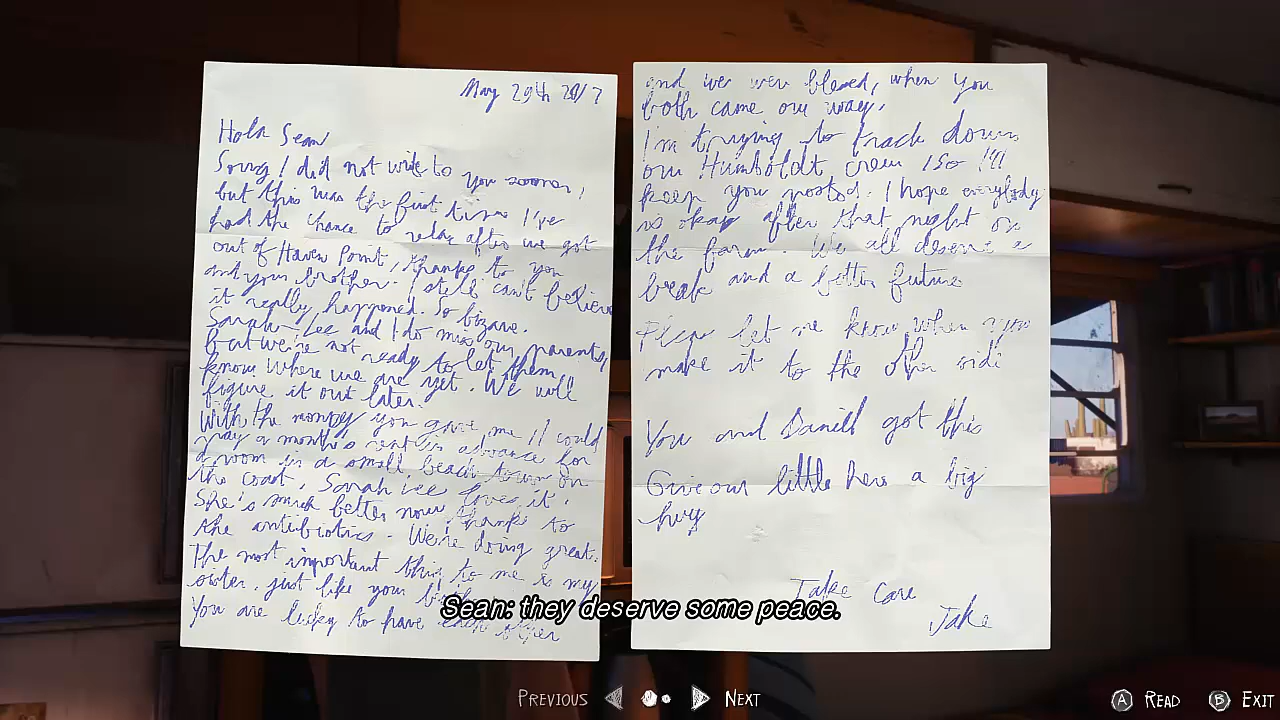 May 29th 2017
Hola Sean
Sorry I did not write to you sooner,
but this was the first time I've
had the chance to relax after we got
out of Haven Point, thanks to you
and your brother. I still can't believe
it really happened. So bizare.
Sarah-Lee and I do miss our parents,
but we're not ready to let them
know where we are yet. We will
figure it out later.
With the money you gave me I could
pay a month's rent in advance for
a room in a small beach town on
the coast, Sarah Lee loves it.
She's much better now, thanks to
the antibiotics. We're doing great.
The most important thing to me is my
sister, just like your
You are lucky to have each other
and we were blessed, when you
both came our way.
I'm trying to track down
our Humboldt crew so I'll
keep you posted. I hope everybody
is okay after that night on
the farm. We all deserve a
break and a better future
Please let me know when you
make it to the other side
You and Daniel got this
Give our little hero a big
hug
Take Care
Jake
Sean: they deserve some peace.
PREVIOUS NEXT
A READ B EXIT